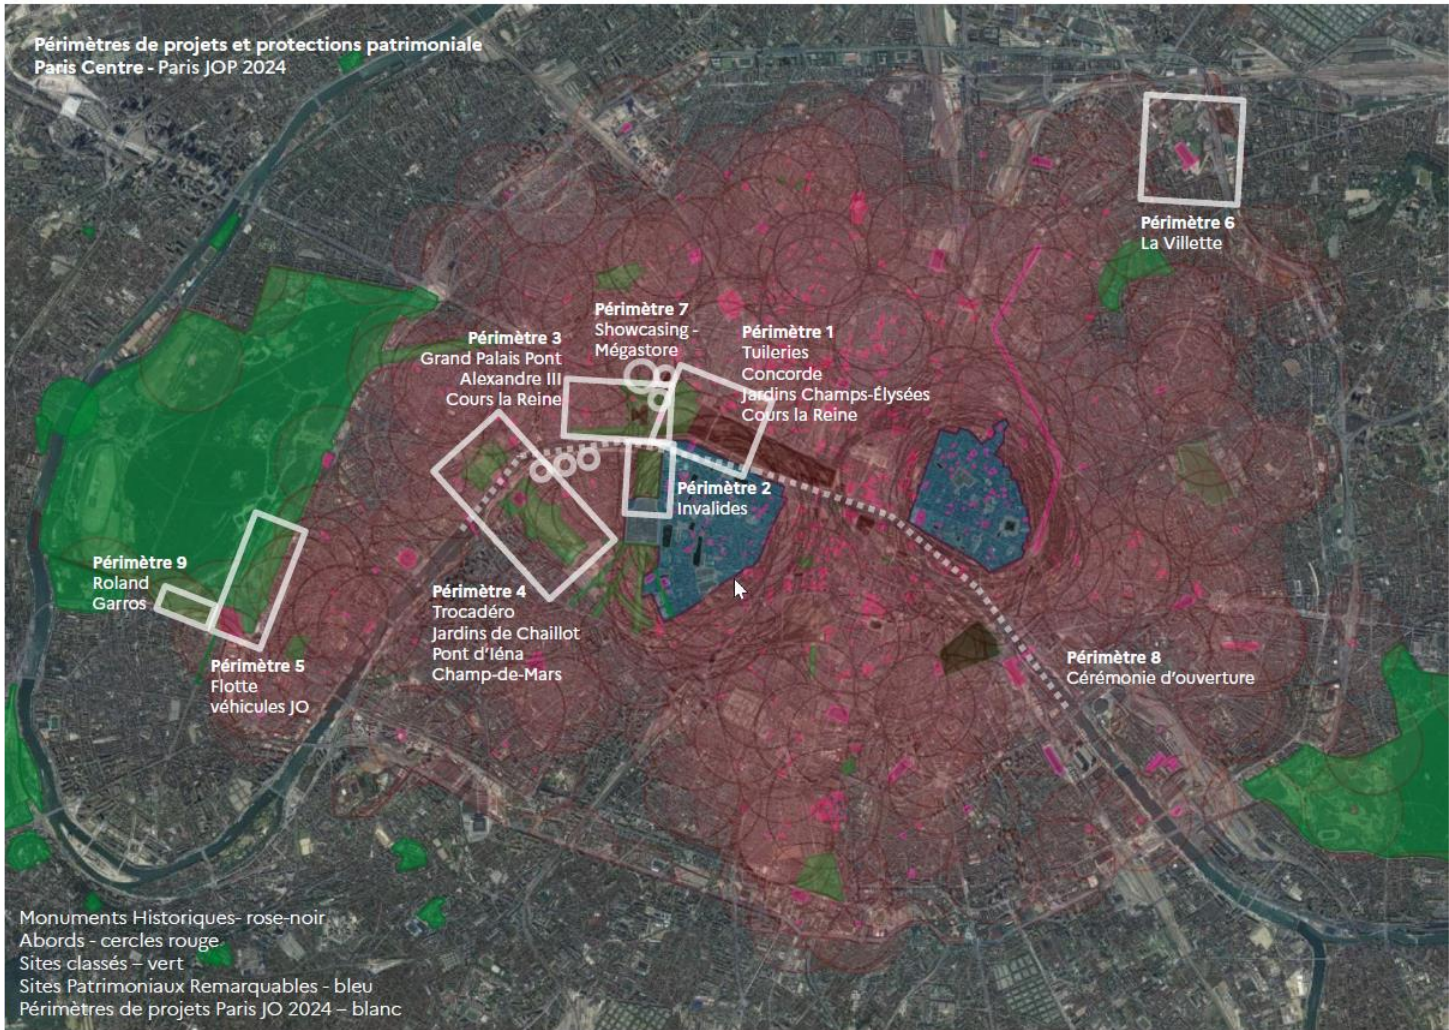 Périmètres de projets et protections patrimoniale
Paris Centre - Paris JOP 2024
Périmètre 6
La Villette
Périmètre 7
Showcasing -
Mégastore
Périmètre 3
Grand Palais Pont
Alexandre III
Cours la Reine
Périmètre 1
Tuileries
Concorde
Jardins Champs-Élysées
Cours la Reine
Périmètre 2
Invalides
Périmètre 9
Roland
Garros
Périmètre 4
Trocadéro
Jardins de Chaillot
Pont d'Iéna
Champ-de-Mars
Périmètre 5
Flotte
véhicules JO
Périmètre 8
Cérémonie d'ouverture
Monuments Historiques- rose-noir
Abords - cercles rouge
Sites classés – vert
Sites Patrimoniaux Remarquables - bleu
Périmètres de projets Paris JO 2024 – blanc